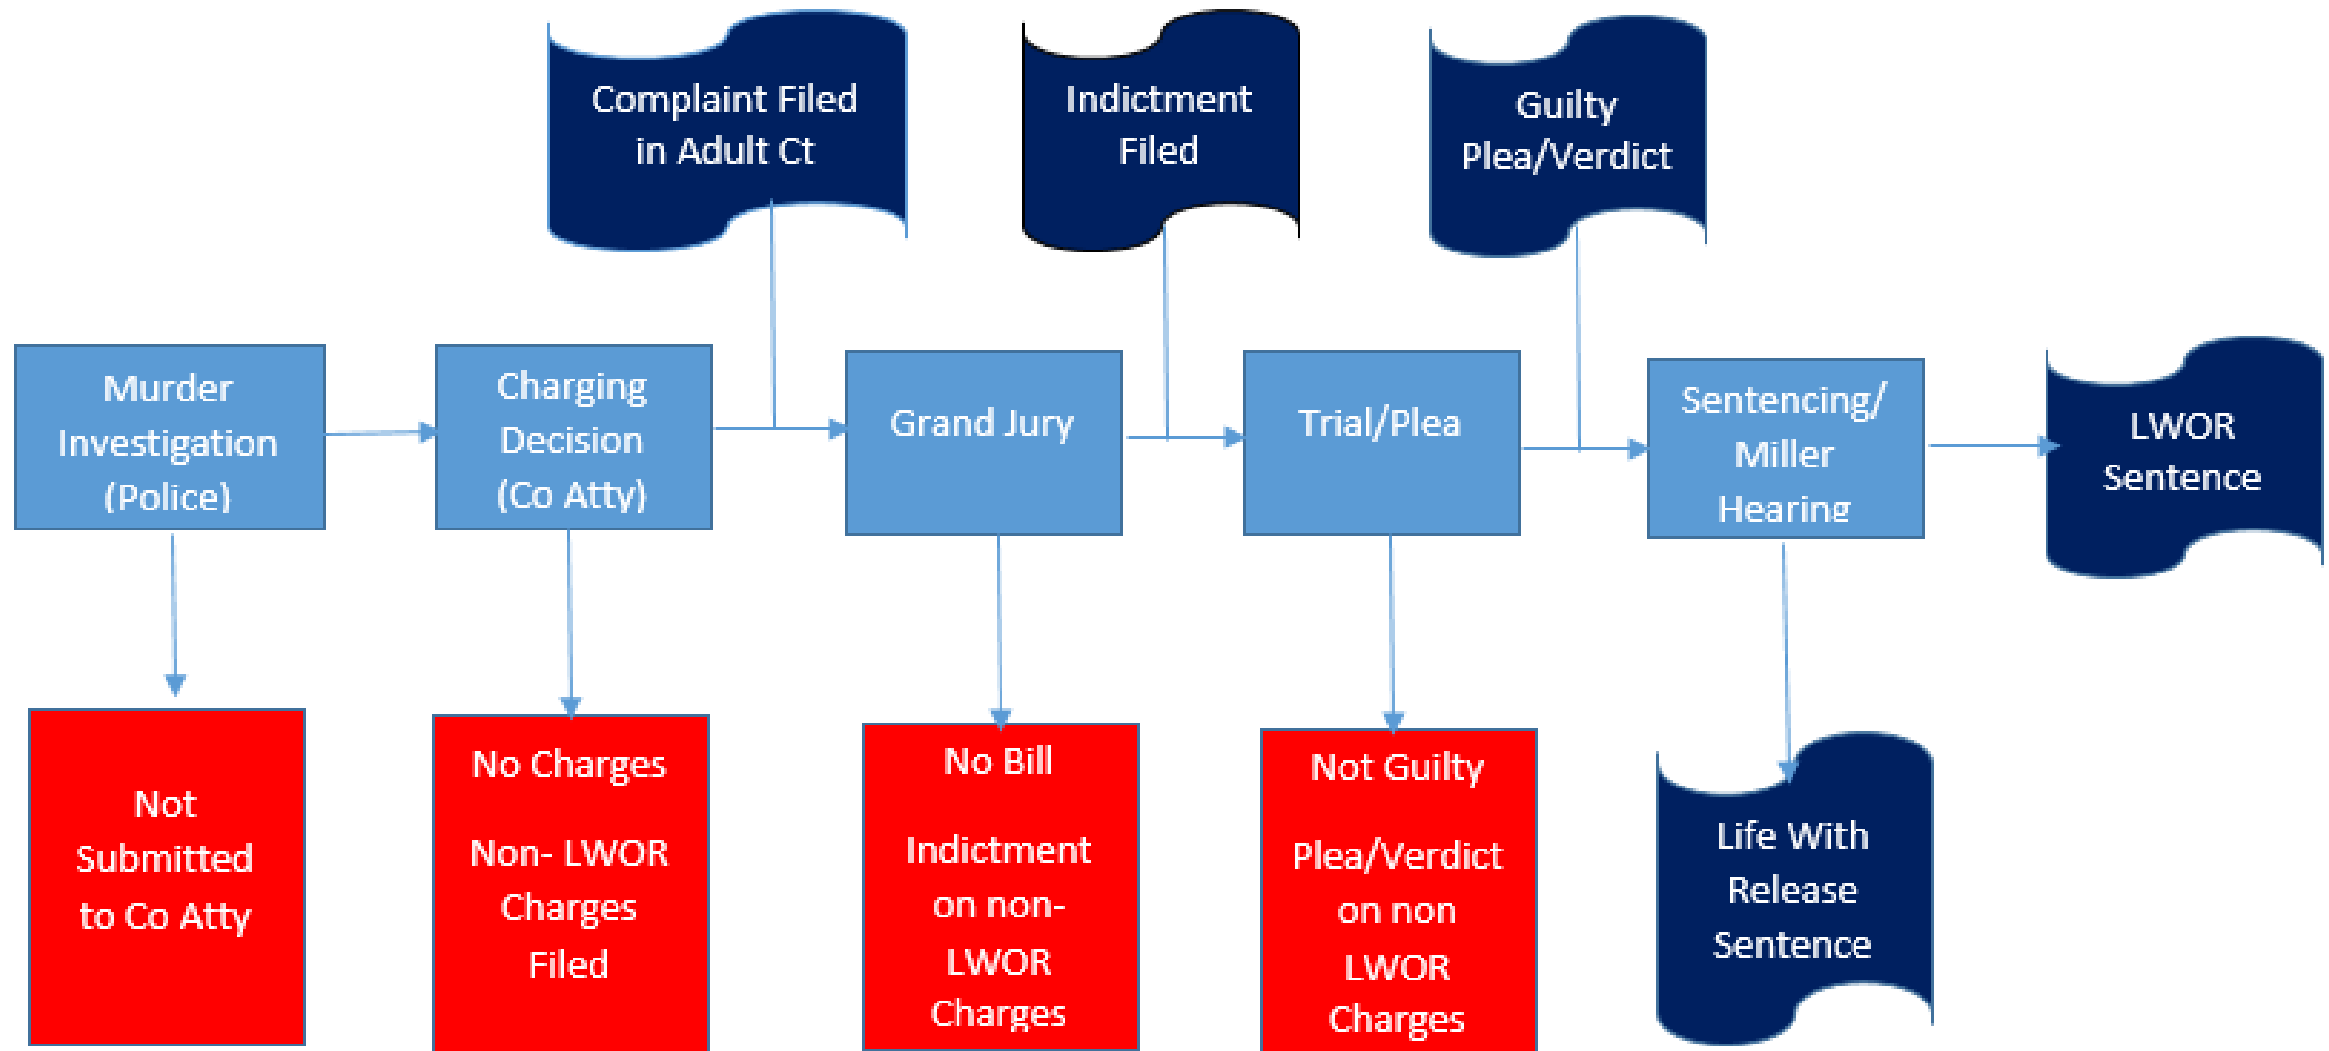 Complaint Filed
in Adult Ct
Indictment
Filed
Guilty
Plea/Verdict
Murder
Investigation
(Police)
Charging
Decision
(Co Atty)
Grand Jury
Trial/Plea
Sentencing/
Miller
Hearing
LWOR
Sentence
Not
Submitted
to Co Atty
No Charges
Non- LWOR
Charges
Filed
No Bill
Indictment
on non-
LWOR
Charges
Not Guilty
Plea/Verdict
on non
LWOR
Charges
Life With
Release
Sentence